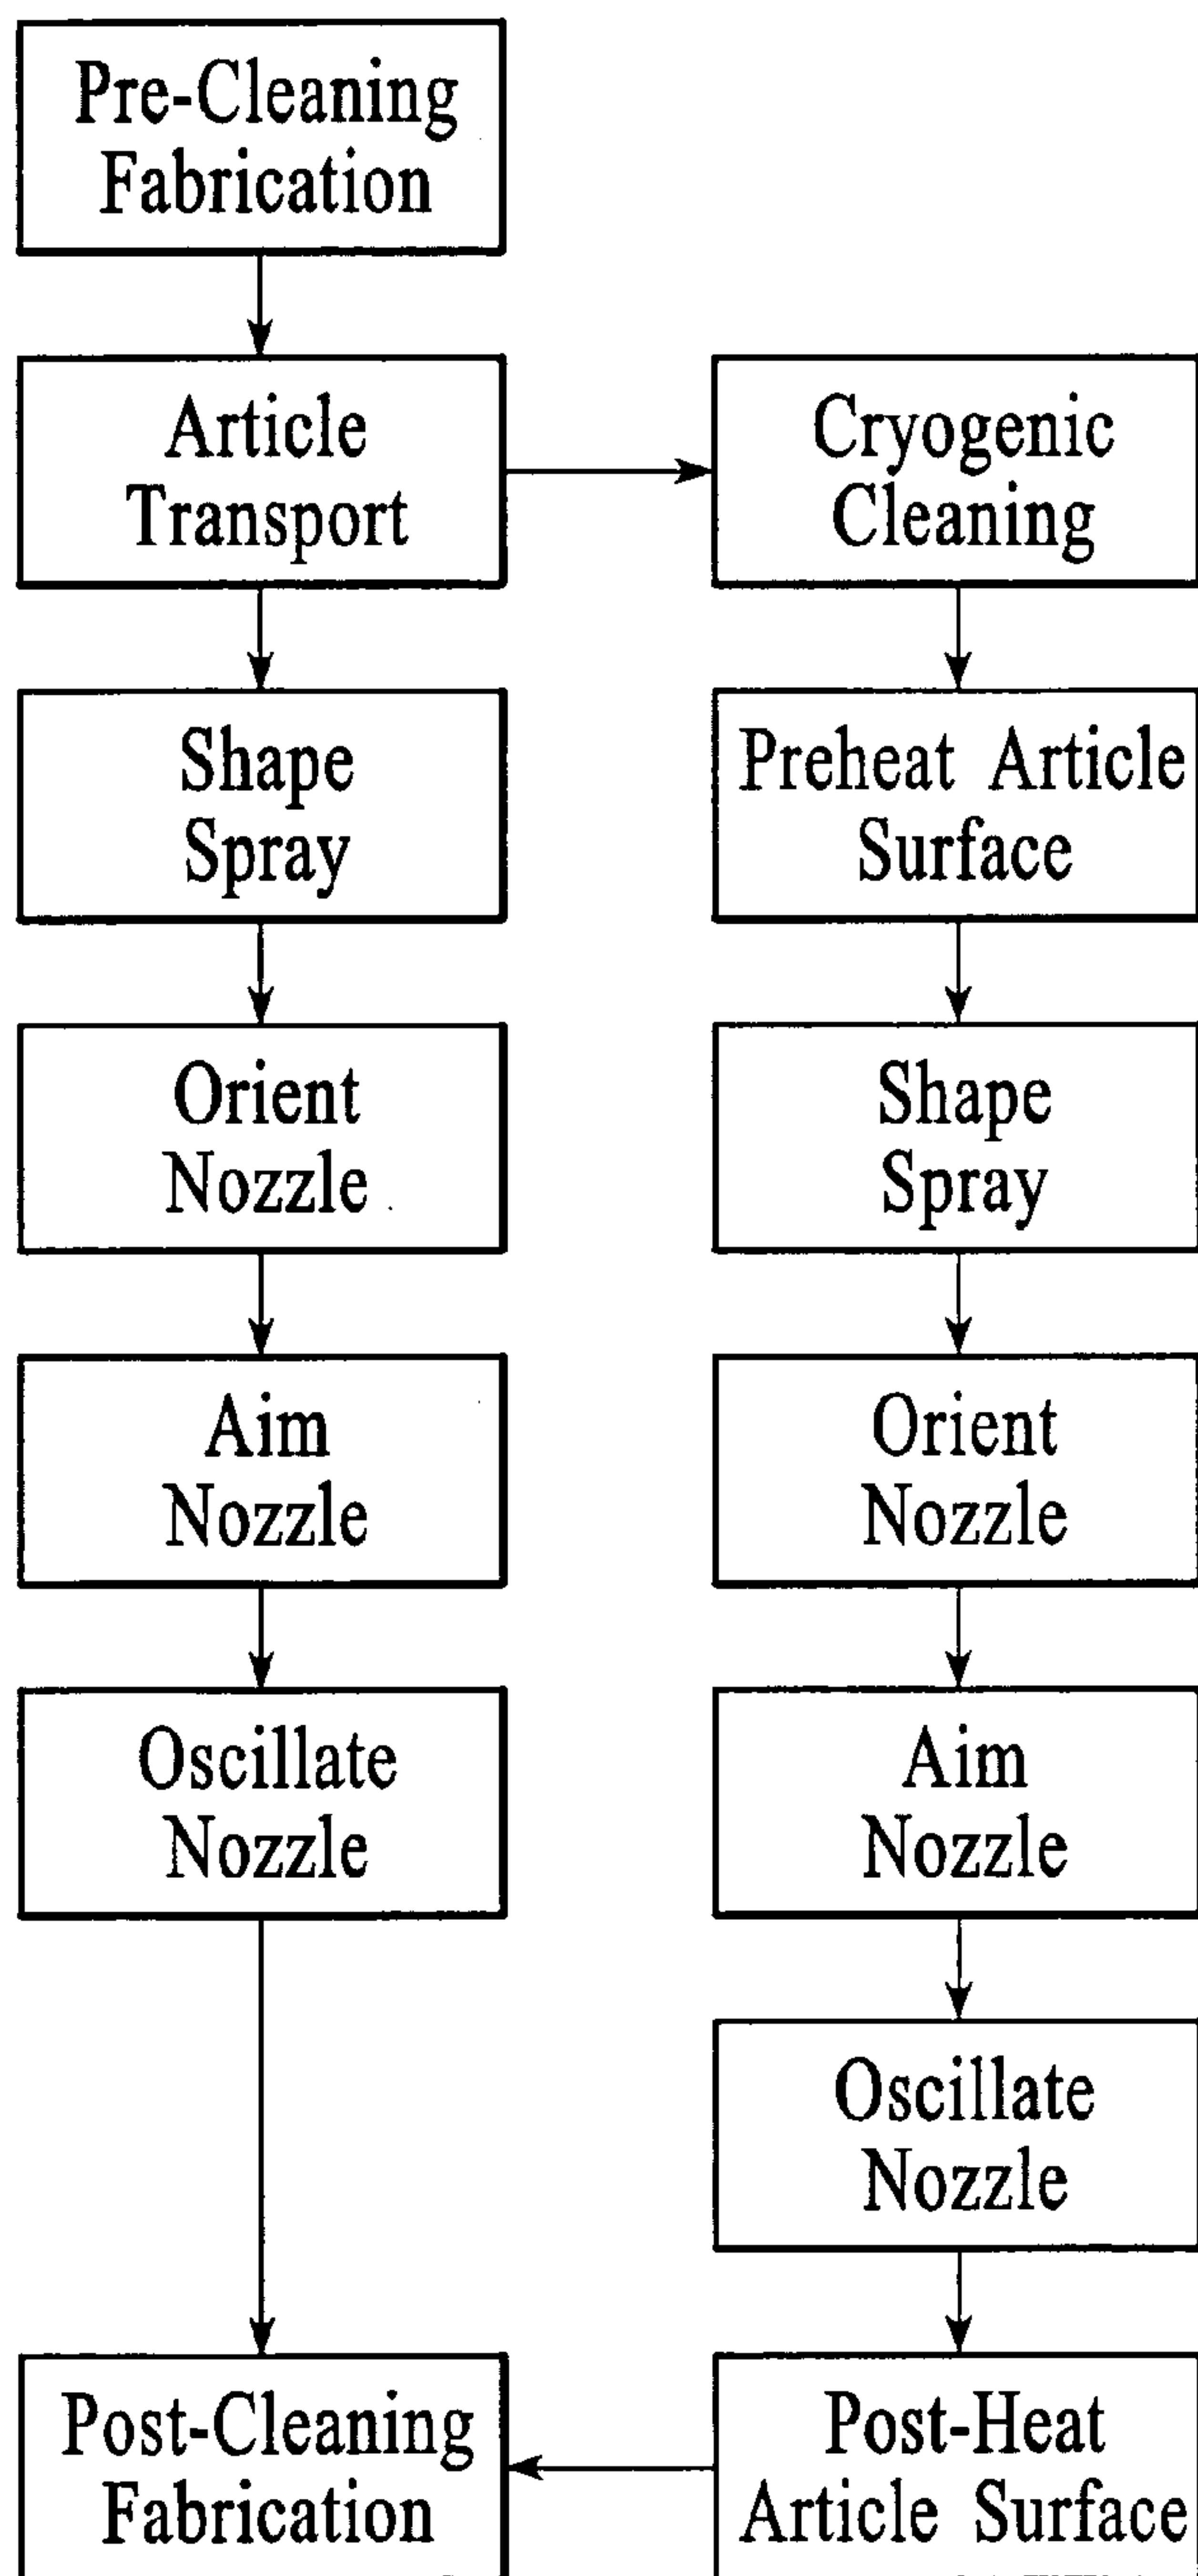 Pre-Cleaning
Fabrication
Article
Transport
Shape
Spray
Orient
Nozzle
Aim
Nozzle
Oscillate
Nozzle
Cryogenic
Cleaning
Preheat Article
Surface
Shape
Spray
Orient
Nozzle
Aim
Nozzle
Oscillate
Nozzle
Post-Heat
Article Surface
Post-Cleaning
Fabrication